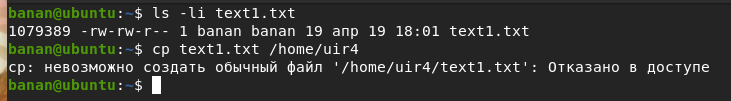 banan@ubuntu:~$ ls -li text1.txt
1079389 -rw-rw-r-- 1 banan banan 19 апр 19 18:01 text1.txt
banan@ubuntu:~$ cp text1.txt /home/uir4
cp: невозможно создать обычный файл '/home/uir4/text1.txt': Отказано в доступе
banan@ubuntu:~$